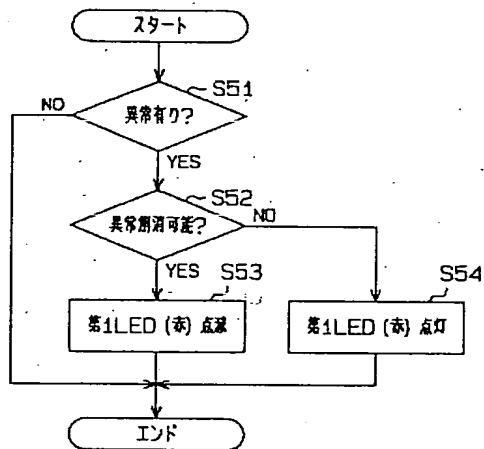 スタート
S51
NO
異常有り?
YES
S52
異常解消可能?
NO
YES
S53
S54
第1LED (赤) 点滅
第1LED (赤) 点灯
エンド